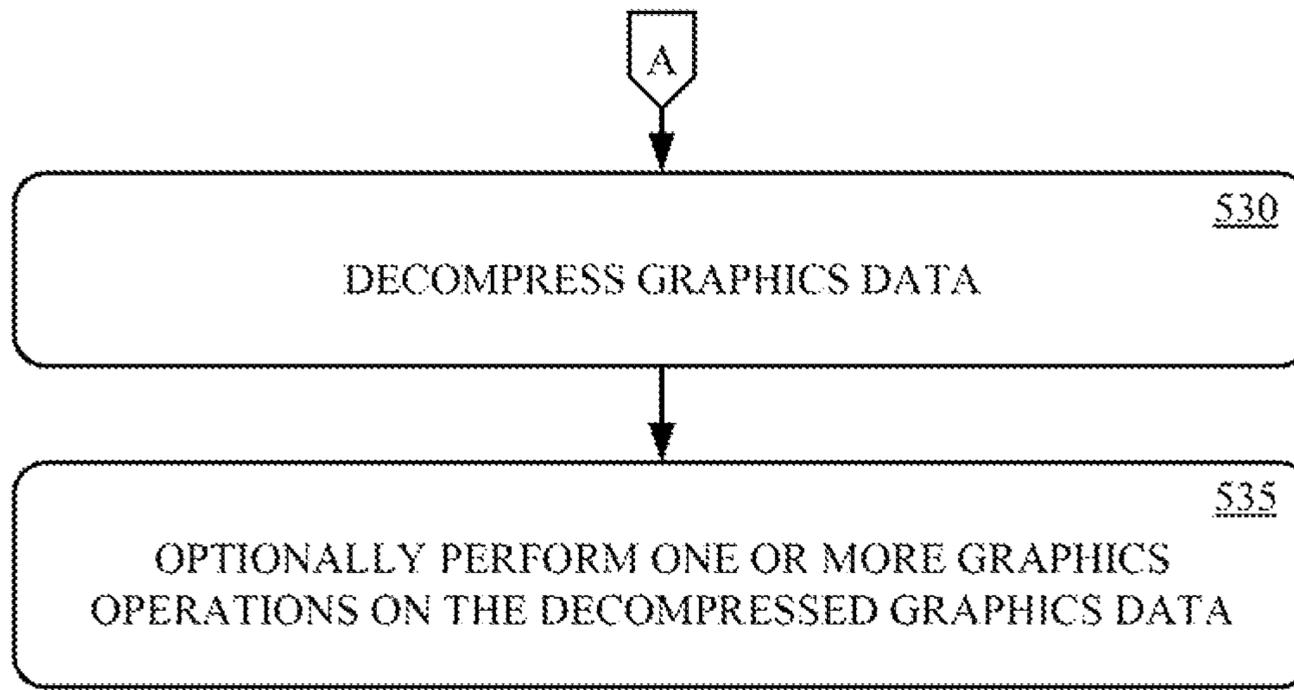 A
530
DECOMPRESS GRAPHICS DATA
535
OPTIONALLY PERFORM ONE OR MORE GRAPHICS
OPERATIONS ON THE DECOMPRESSED GRAPHICS DATA